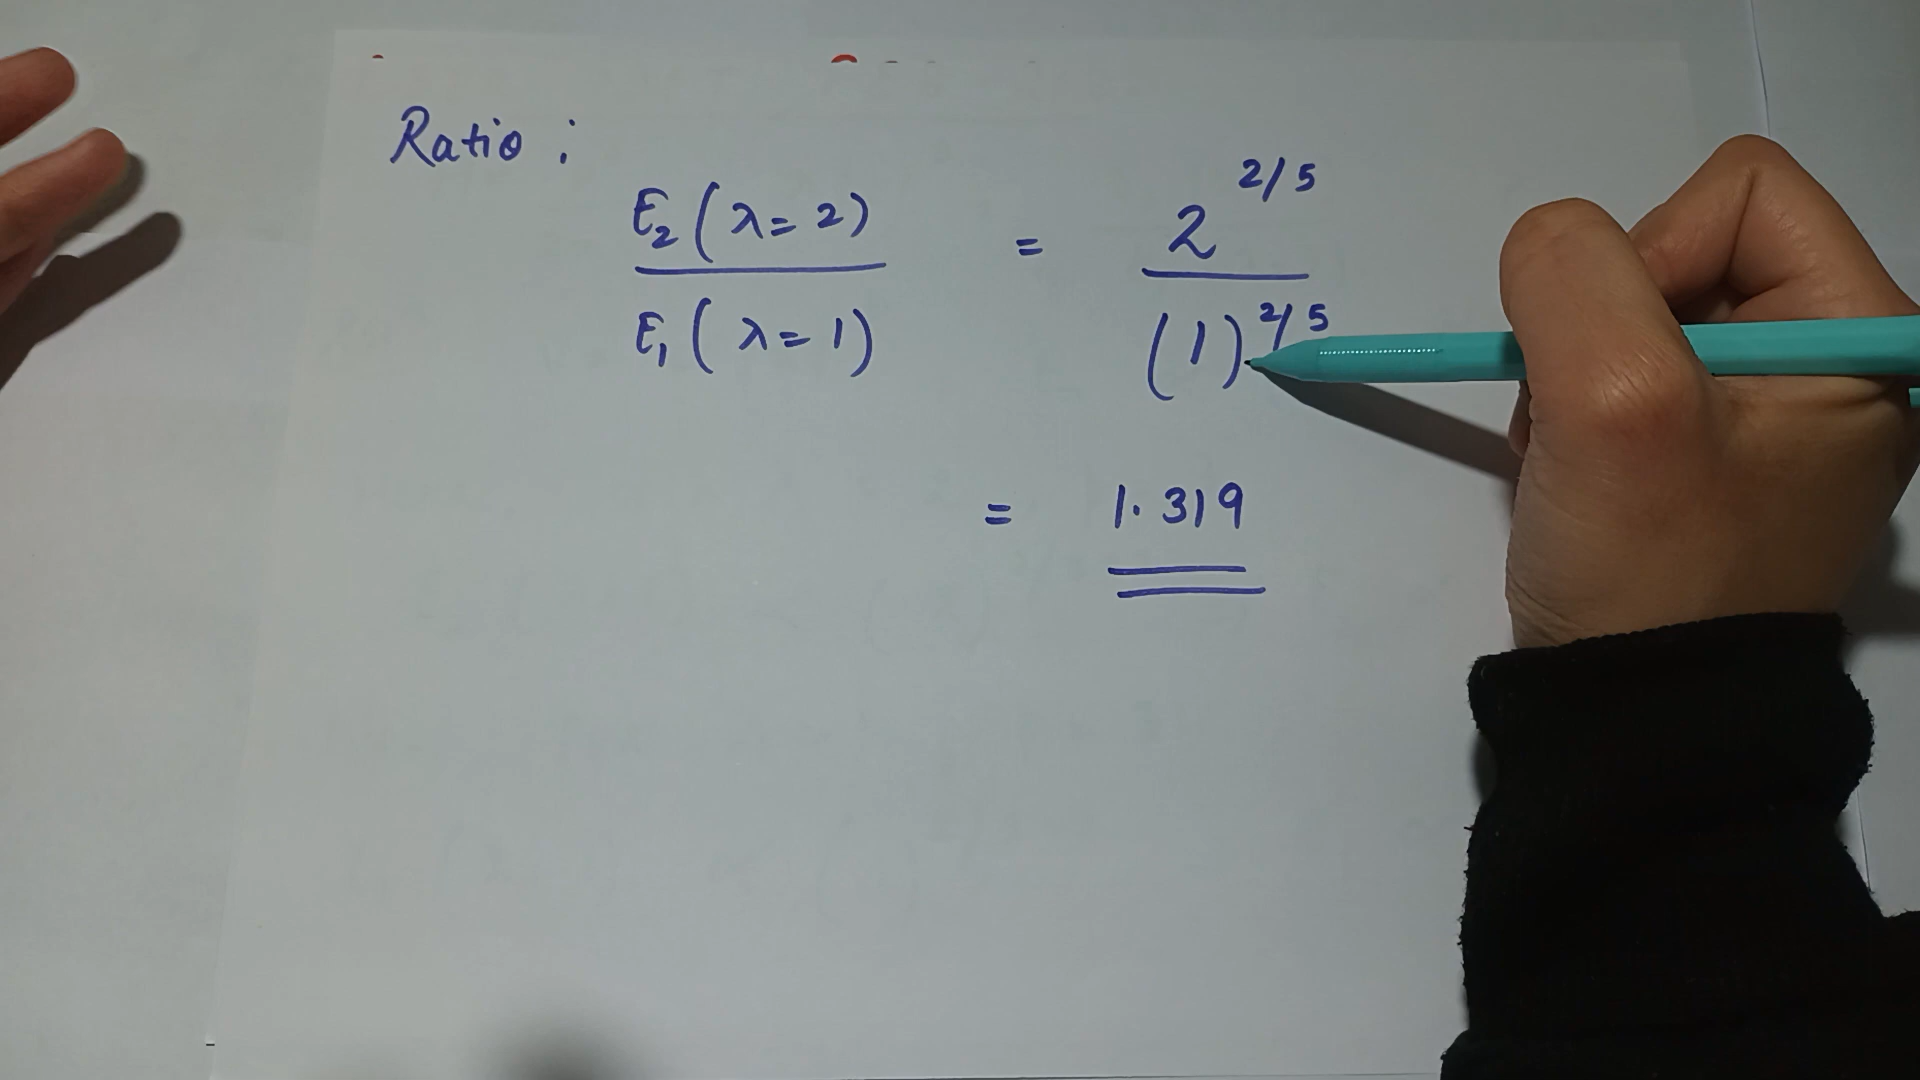 Ratio :
E₂ (λ = 2) / E₁ (λ = 1) = 2^2/5 / (1)^2/5
= 1.319